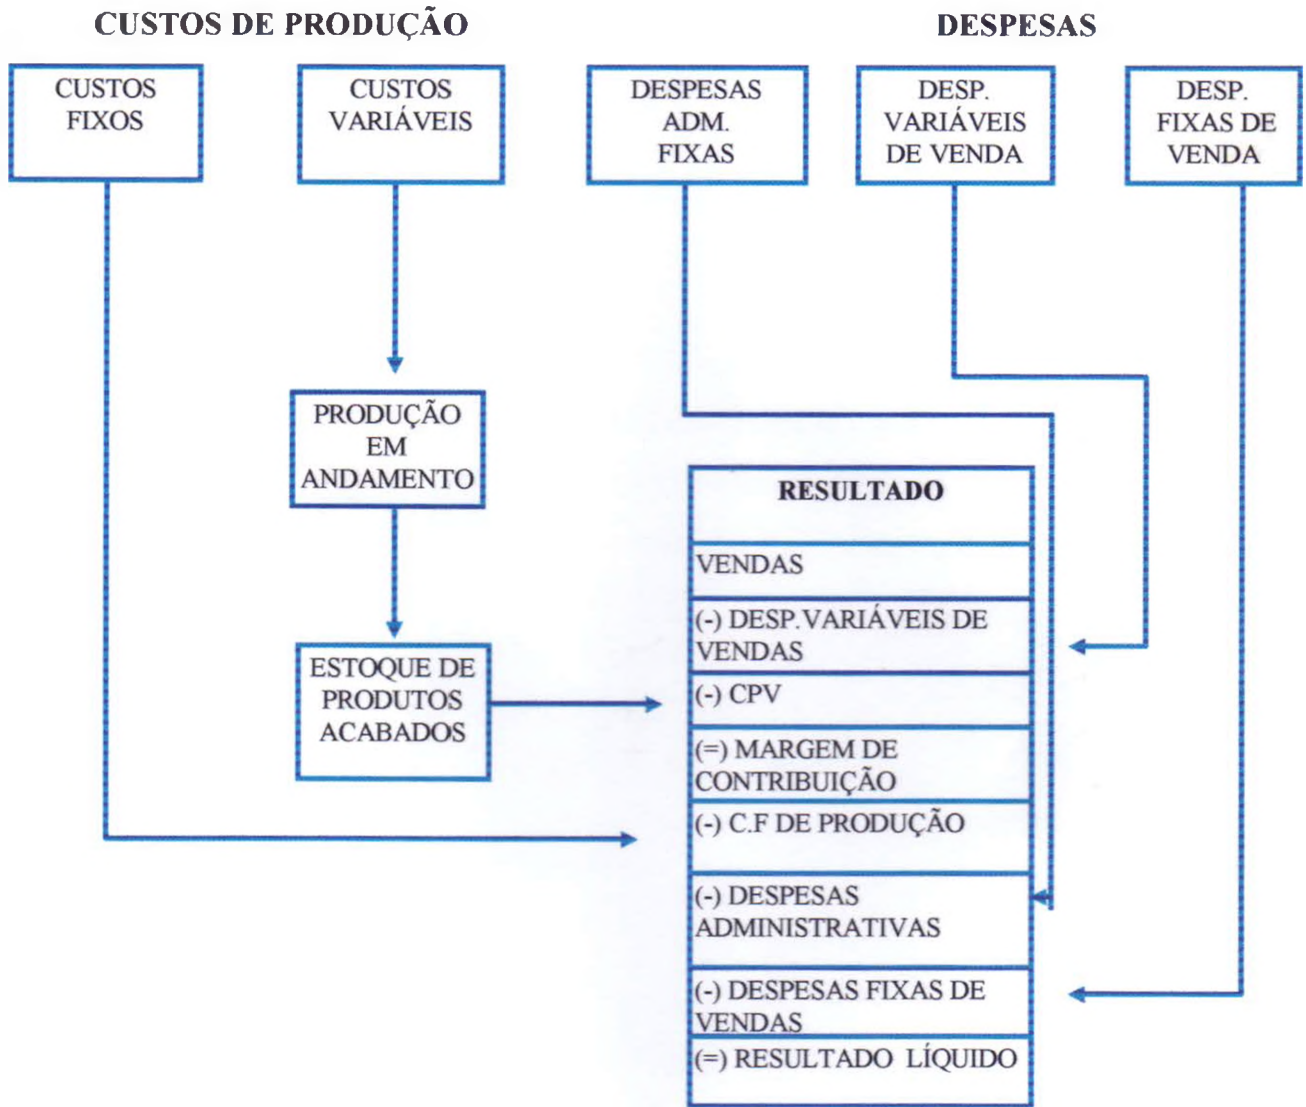 CUSTOS DE PRODUÇÃO
DESPESAS
CUSTOS
FIXOS
CUSTOS
VARIÁVEIS
DESPESAS
ADM.
FIXAS
DESP.
VARIÁVEIS
DE VENDA
DESP.
FIXAS DE
VENDA
PRODUÇÃO
EM
ANDAMENTO
ESTOQUE DE
PRODUTOS
ACABADOS
RESULTADO
VENDAS
(-) DESP.VARIÁVEIS DE
VENDAS
(-) CPV
(=) MARGEM DE
CONTRIBUIÇÃO
(-) C.F DE PRODUÇÃO
(-) DESPESAS
ADMINISTRATIVAS
(-) DESPESAS FIXAS DE
VENDAS
(=) RESULTADO LÍQUIDO